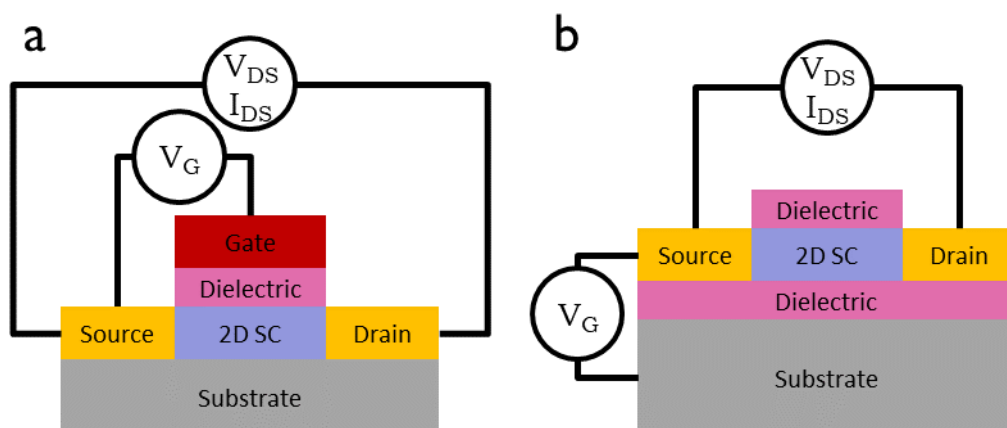 a
V_DS
I_DS
V_G
Gate
Dielectric
Source 2D SC Drain
Substrate
b
V_DS
I_DS
Dielectric
Source 2D SC Drain
V_G
Dielectric
Substrate